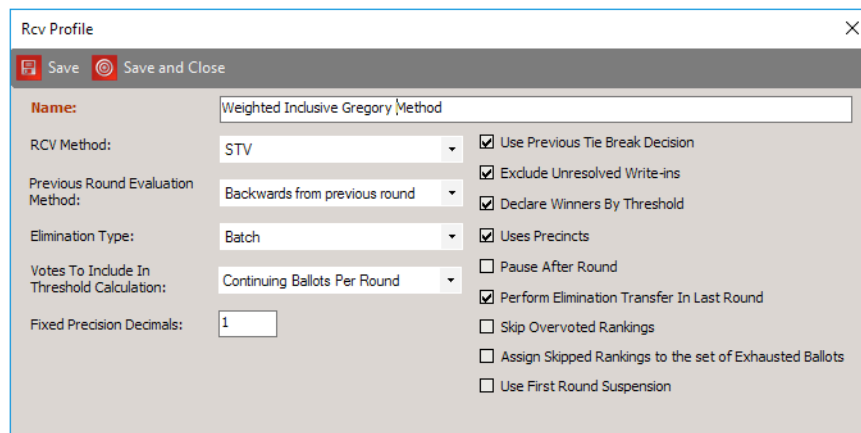 Rcv Profile
Save Save and Close
Name: Weighted Inclusive Gregory Method
RCV Method: STV
Previous Round Evaluation
Method: Backwards from previous round
Elimination Type: Batch
Votes To Include In
Threshold Calculation: Continuing Ballots Per Round
Fixed Precision Decimals: 1
Use Previous Tie Break Decision
Exclude Unresolved Write-ins
Declare Winners By Threshold
Uses Precincts
Pause After Round
Perform Elimination Transfer In Last Round
Skip Overvoted Rankings
Assign Skipped Rankings to the set of Exhausted Ballots
Use First Round Suspension